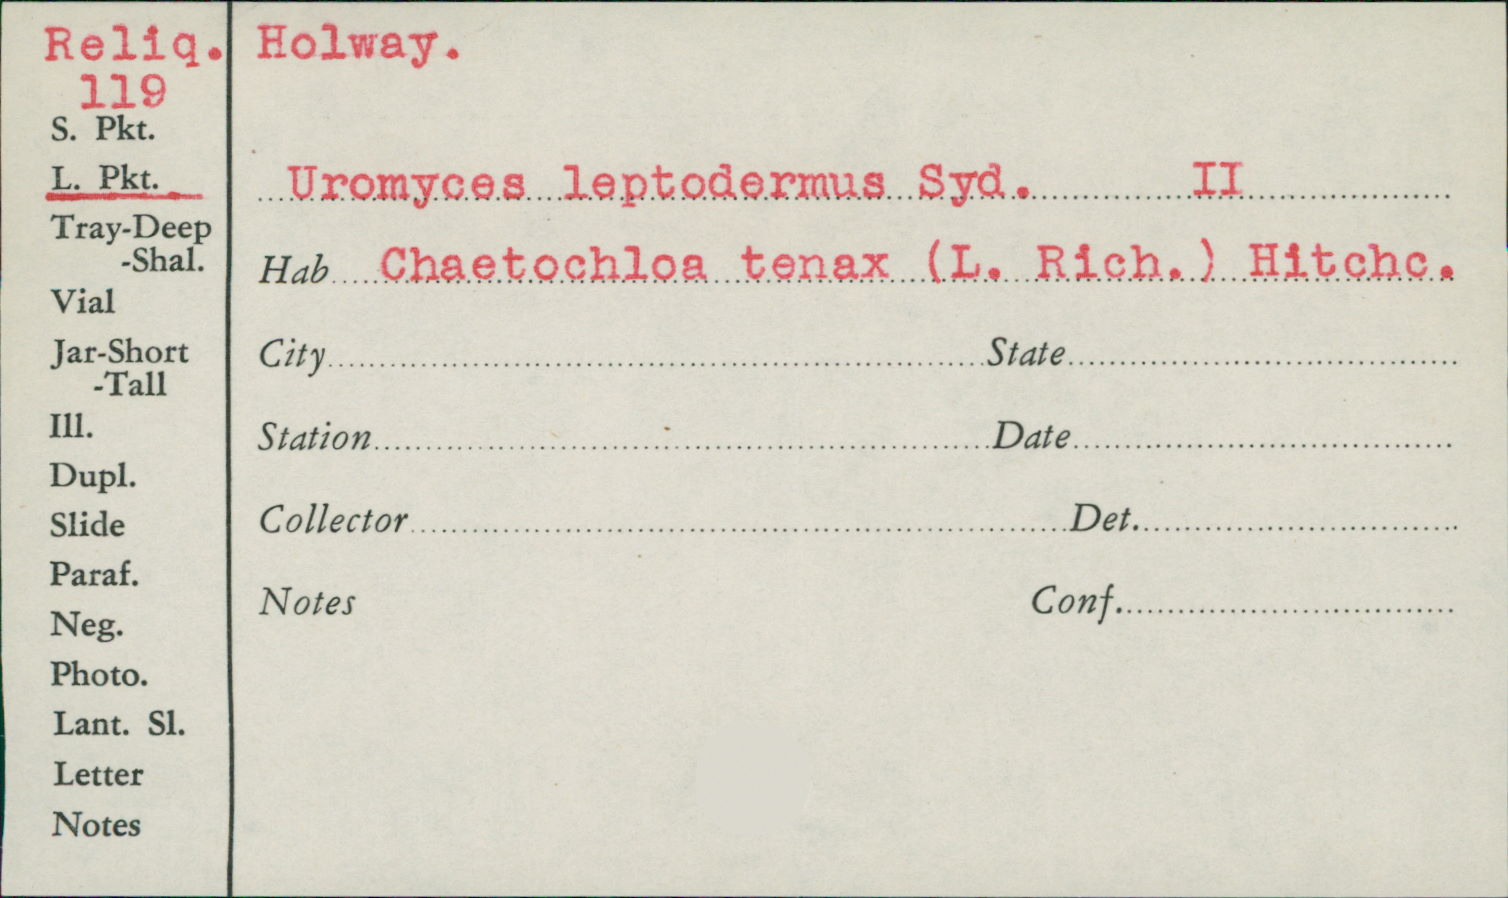 Reliq. Holway.
119
S. Pkt.
L. Pkt.
Uromyces leptodermus Syd. II
Tray-Deep
-Shal.
Hab Chaetochloa tenax (L. Rich.) Hitchc.
Vial
Jar-Short
-Tall
City State
Ill.
Station Date
Dupl.
Slide
Collector Det.
Paraf.
Notes Conf.
Neg.
Photo.
Lant. Sl.
Letter
Notes